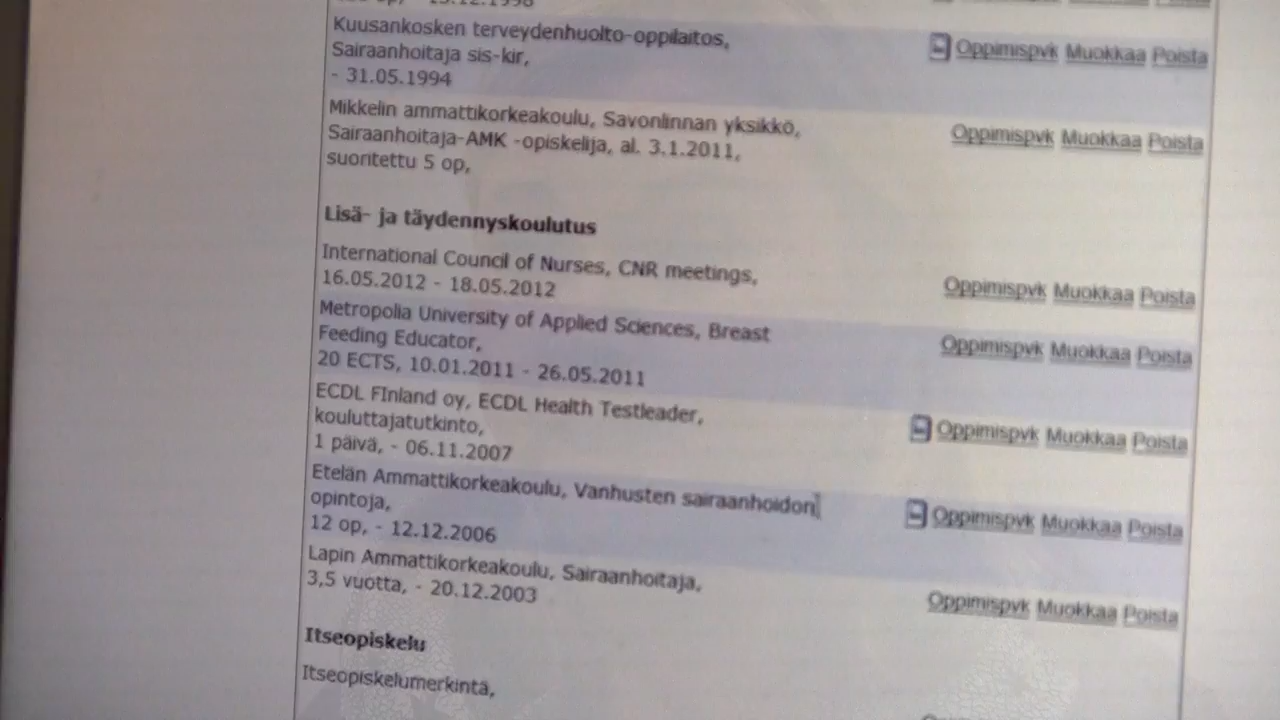 Kuusankosken terveydenhuolto-oppilaitos,
Sairaanhoitaja sis-kir,
- 31.05.1994
Oppimispvk Muokkaa Poista
Mikkelin ammattikorkeakoulu, Savonlinnan yksikkö,
Sairaanhoitaja-AMK -opiskelija, al. 3.1.2011,
suoritettu 5 op,
Oppimispvk Muokkaa Poista
Lisä- ja täydennyskoulutus
International Council of Nurses, CNR meetings,
16.05.2012 - 18.05.2012
Oppimispvk Muokkaa Poista
Metropolia University of Applied Sciences, Breast
Feeding Educator,
20 ECTS, 10.01.2011 - 26.05.2011
Oppimispvk Muokkaa Poista
ECDL FInland oy, ECDL Health Testleader,
kouluttajatutkinto,
1 päivä, - 06.11.2007
Oppimispvk Muokkaa Poista
Etelän Ammattikorkeakoulu, Vanhusten sairaanhoidon
opintoja,
12 op, - 12.12.2006
Oppimispvk Muokkaa Poista
Lapin Ammattikorkeakoulu, Sairaanhoitaja,
3,5 vuotta, - 20.12.2003
Oppimispvk Muokkaa Poista
Itseopiskelu
Itseopiskelumerkintä,